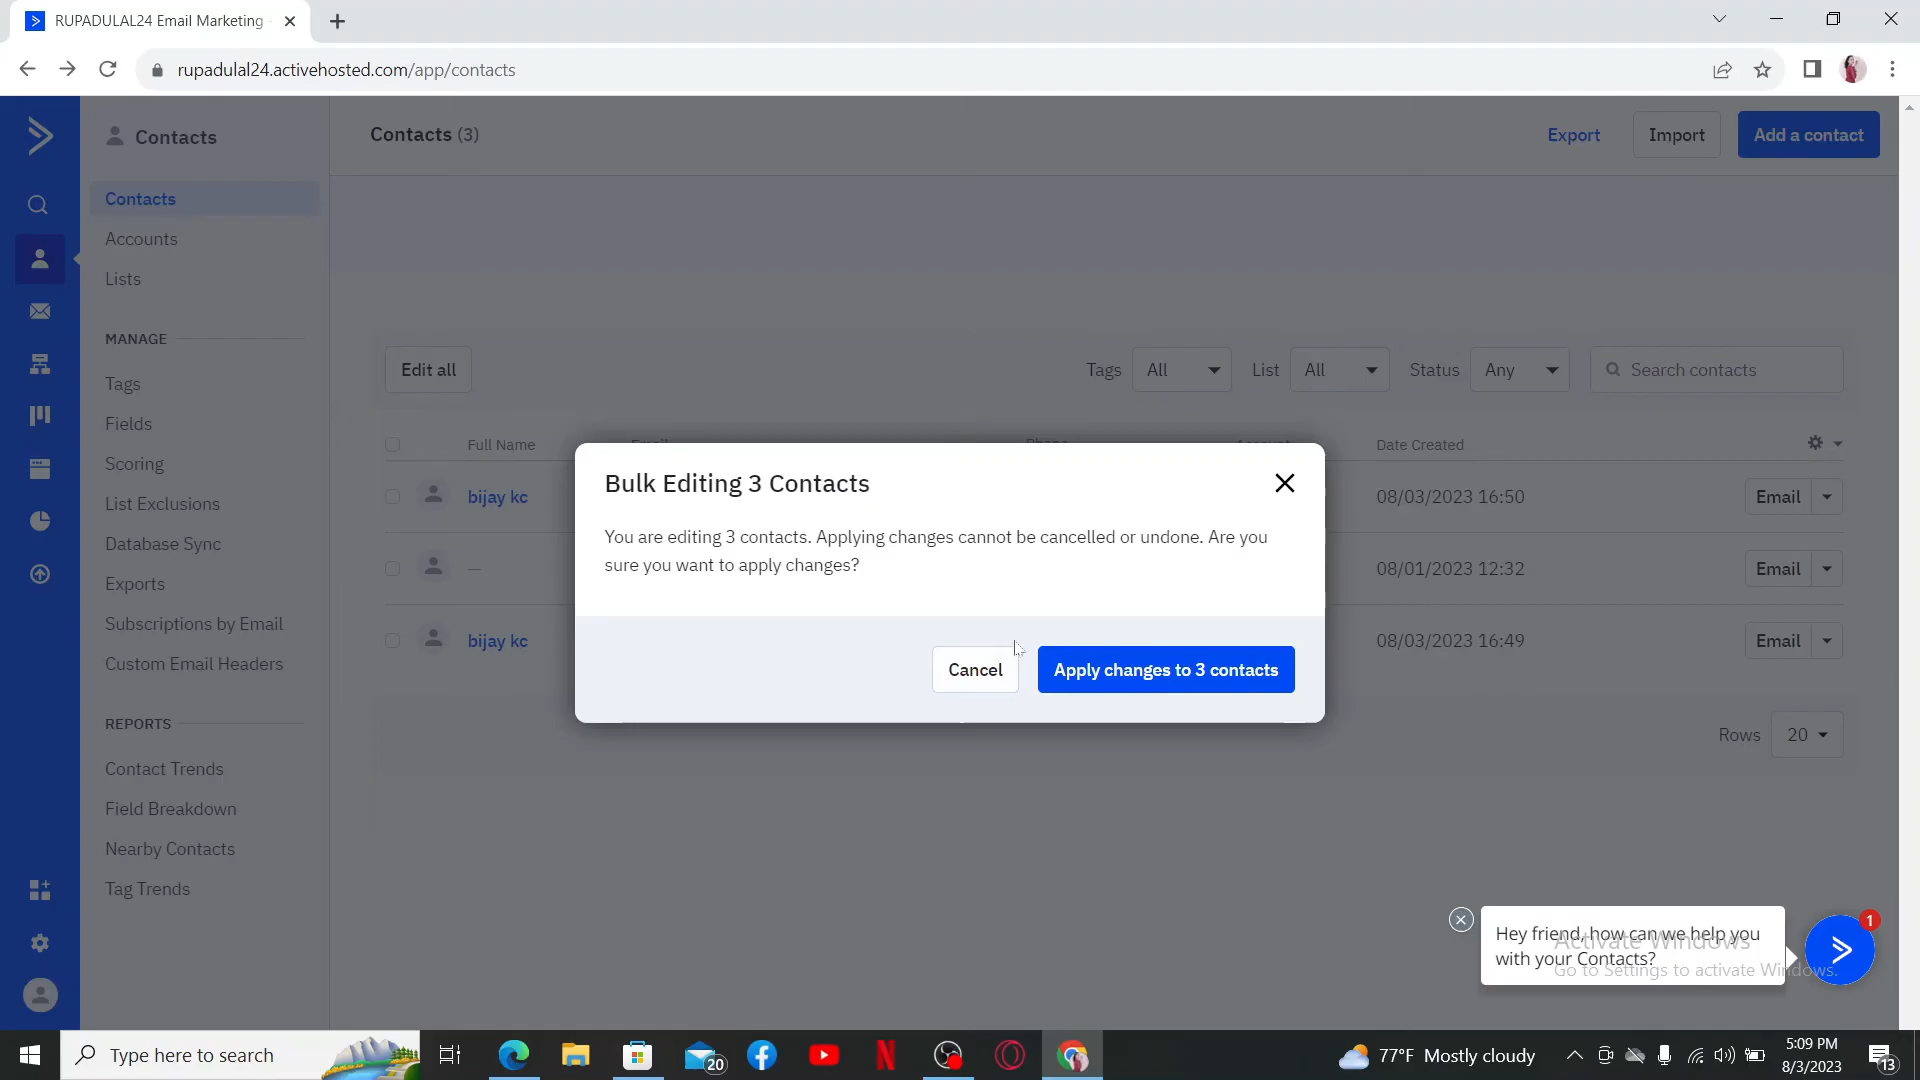 RUPADULAL24 Email Marketing
rupadulal24.activehosted.com/app/contacts
Contacts
Contacts
Accounts
Lists
MANAGE
Tags
Fields
Scoring
List Exclusions
Database Sync
Exports
Subscriptions by Email
Custom Email Headers
REPORTS
Contact Trends
Field Breakdown
Nearby Contacts
Tag Trends
Contacts (3)
Export
Import
Add a contact
Edit all
Tags
All
List
All
Status
Any
Search contacts
Full Name
Date Created
bijay kc
08/03/2023 16:50
Email
—
08/01/2023 12:32
Email
bijay kc
08/03/2023 16:49
Email
Rows
20
Bulk Editing 3 Contacts
You are editing 3 contacts. Applying changes cannot be cancelled or undone. Are you
sure you want to apply changes?
Cancel
Apply changes to 3 contacts
Hey friend, how can we help you
with your Contacts?
1
Activate Windows
Go to Settings to activate Windows.
Type here to search
20
77°F Mostly cloudy
5:09 PM
8/3/2023
13